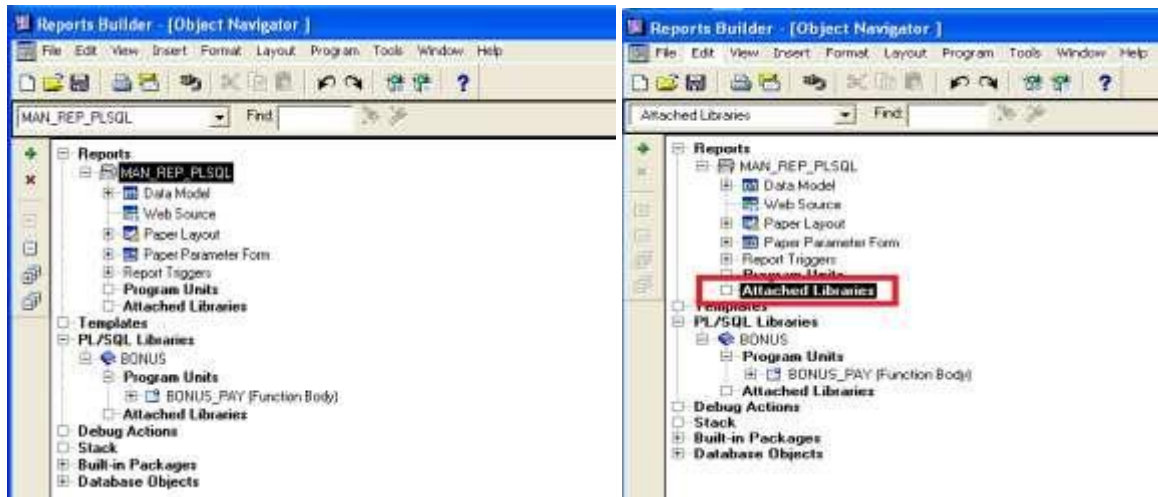 Reports Builder - [Object Navigator ]
File Edit View Insert Format Layout Program Tools Window Help
MAN_REP_PLSQL Find:
Reports
MAN_REP_PLSQL
Data Model
Web Source
Paper Layout
Paper Parameter Form
Report Triggers
Program Units
Attached Libraries
Templates
PL/SQL Libraries
BONUS
Program Units
BONUS_PAY (Function Body)
Attached Libraries
Debug Actions
Stack
Built-in Packages
Database Objects
Reports Builder - [Object Navigator ]
File Edit View Insert Format Layout Program Tools Window Help
Attached Libraries Find:
Reports
MAN_REP_PLSQL
Data Model
Web Source
Paper Layout
Paper Parameter Form
Report Triggers
Program Units
Attached Libraries
Templates
PL/SQL Libraries
BONUS
Program Units
BONUS_PAY (Function Body)
Attached Libraries
Debug Actions
Stack
Built-in Packages
Database Objects